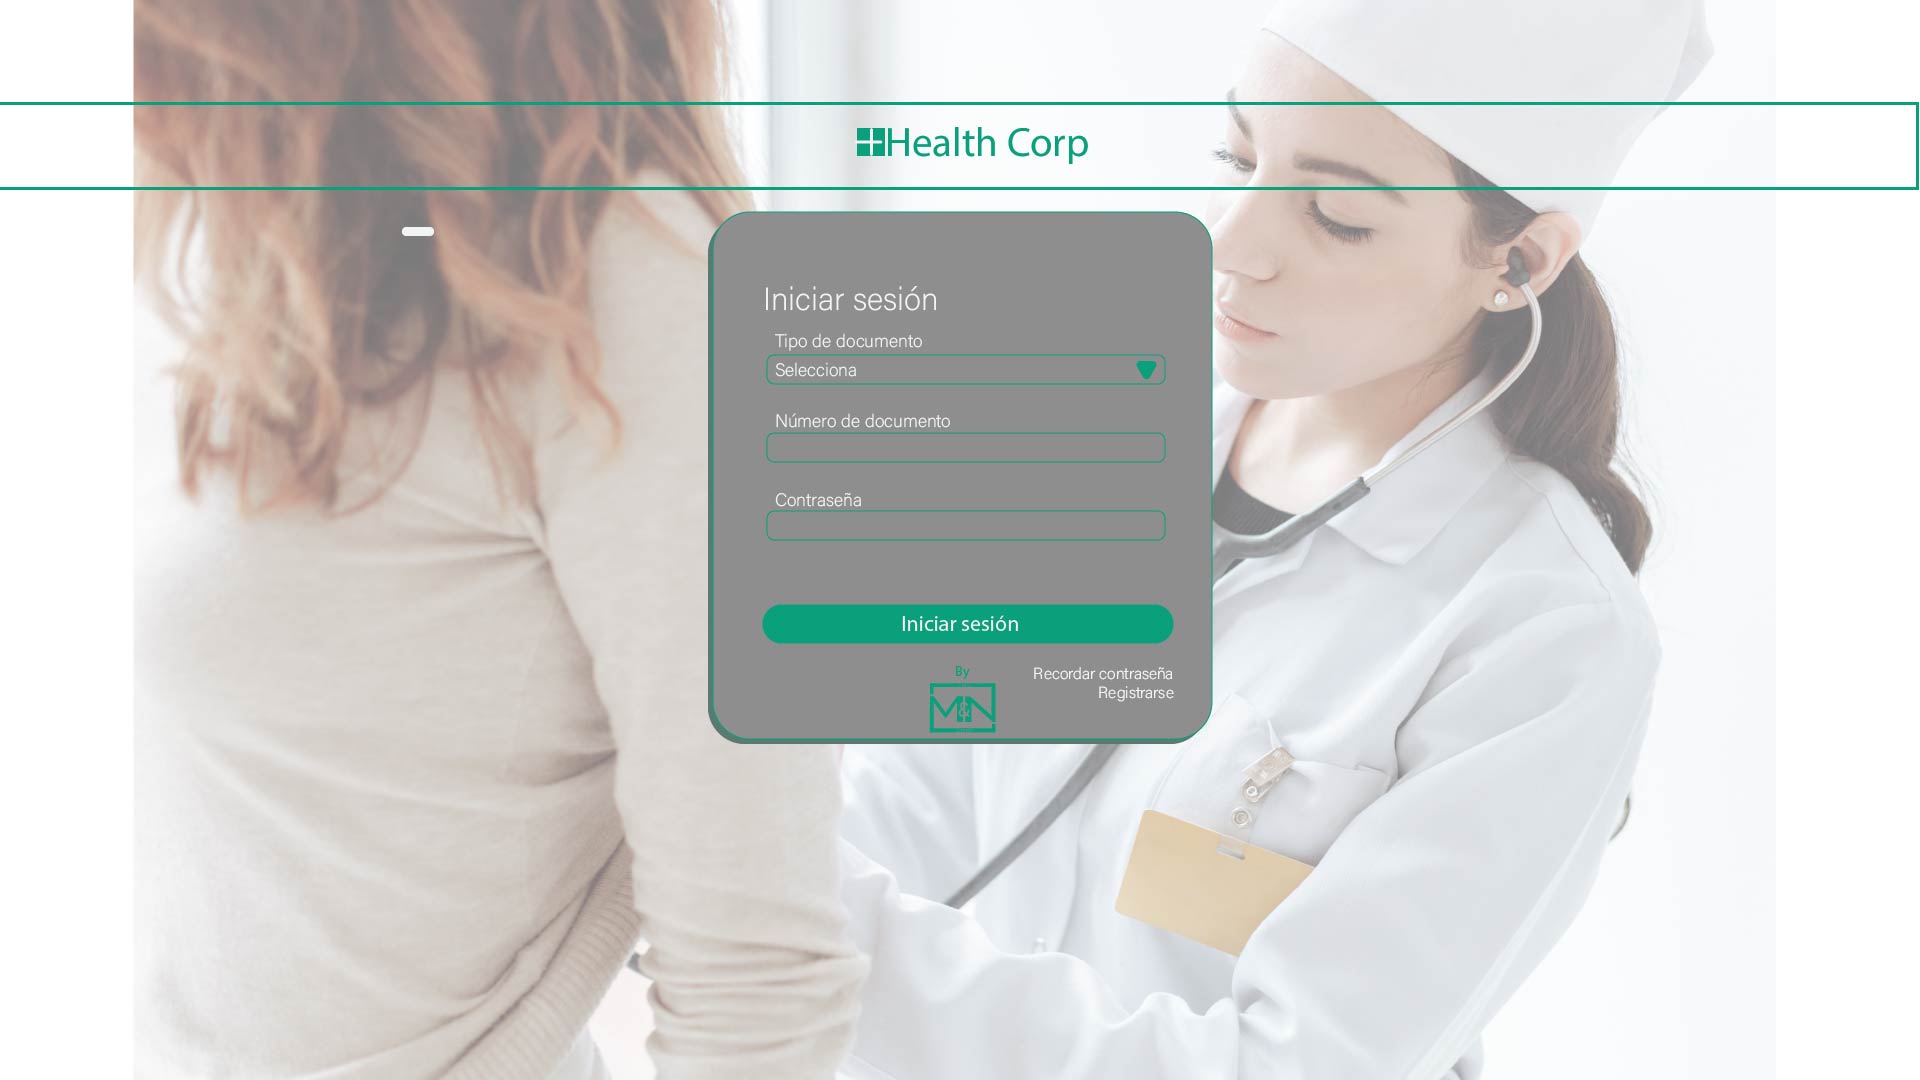 Health Corp
Iniciar sesión
Tipo de documento
Selecciona
Número de documento
Contraseña
Iniciar sesión
By
M&N
Recordar contraseña
Registrarse